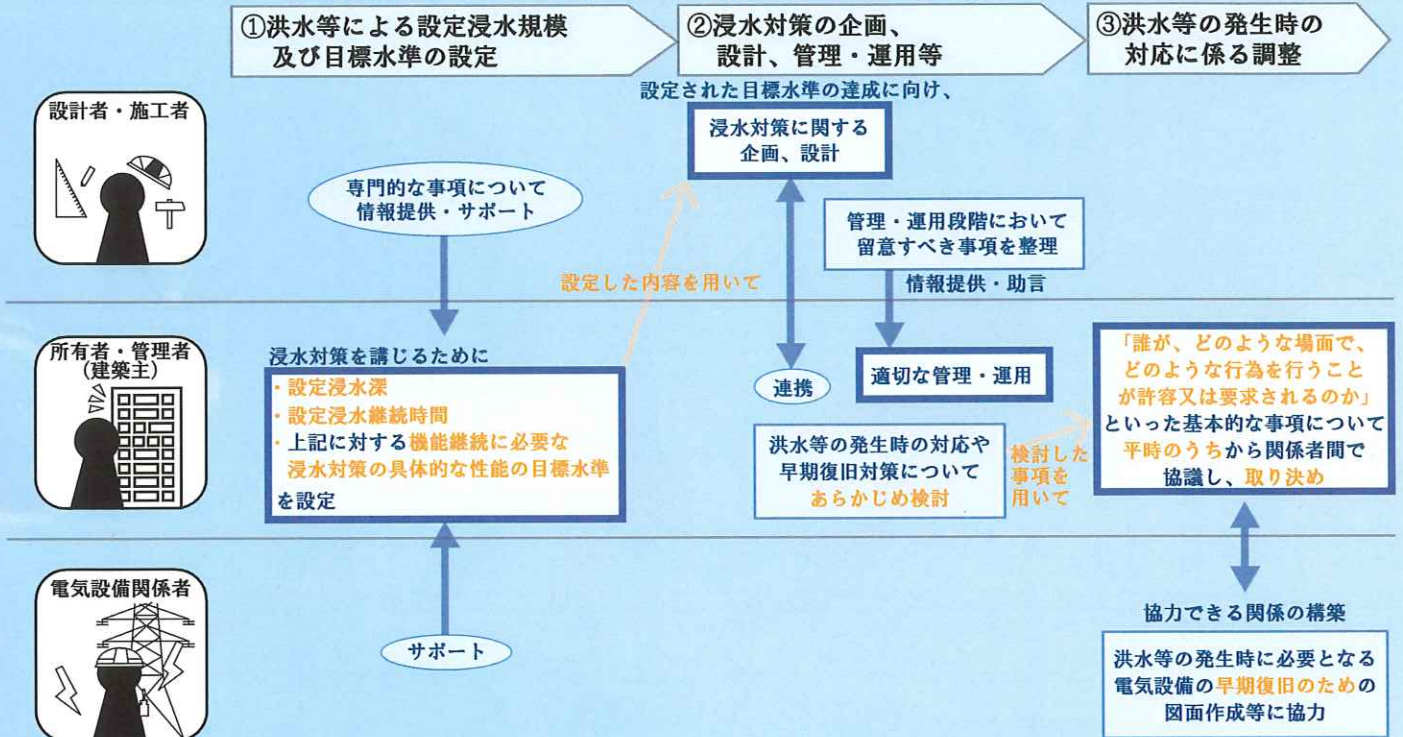 ①洪水等による設定浸水規模
及び目標水準の設定
②浸水対策の企画、
設計、管理・運用等
③洪水等の発生時の
対応に係る調整
設計者・施工者
専門的な事項について
情報提供・サポート
設定された目標水準の達成に向け、
浸水対策に関する
企画、設計
管理・運用段階において
留意すべき事項を整理
情報提供・助言
設定した内容を用いて
所有者・管理者
(建築主)
浸水対策を講じるために
・設定浸水深
・設定浸水継続時間
・上記に対する機能継続に必要な
浸水対策の具体的な性能の目標水準
を設定
連携
適切な管理・運用
洪水等の発生時の対応や
早期復旧対策について
あらかじめ検討
検討した
事項を
用いて
「誰が、どのような場面で、
どのような行為を行うこと
が許容又は要求されるのか」
といった基本的な事項について
平時のうちから関係者間で
協議し、取り決め
電気設備関係者
サポート
協力できる関係の構築
洪水等の発生時に必要となる
電気設備の早期復旧のための
図面作成等に協力